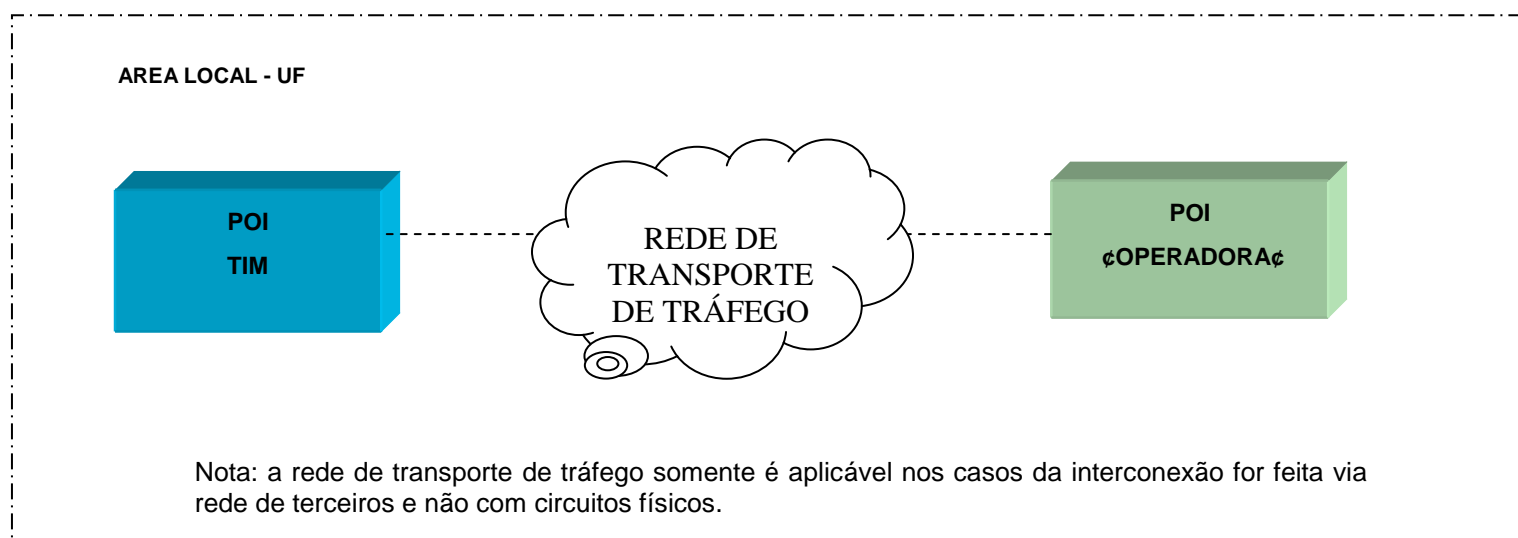 AREA LOCAL - UF
POI
TIM
REDE DE
TRANSPORTE
DE TRÁFEGO
POI
¢OPERADORA¢
Nota: a rede de transporte de tráfego somente é aplicável nos casos da interconexão for feita via
rede de terceiros e não com circuitos físicos.